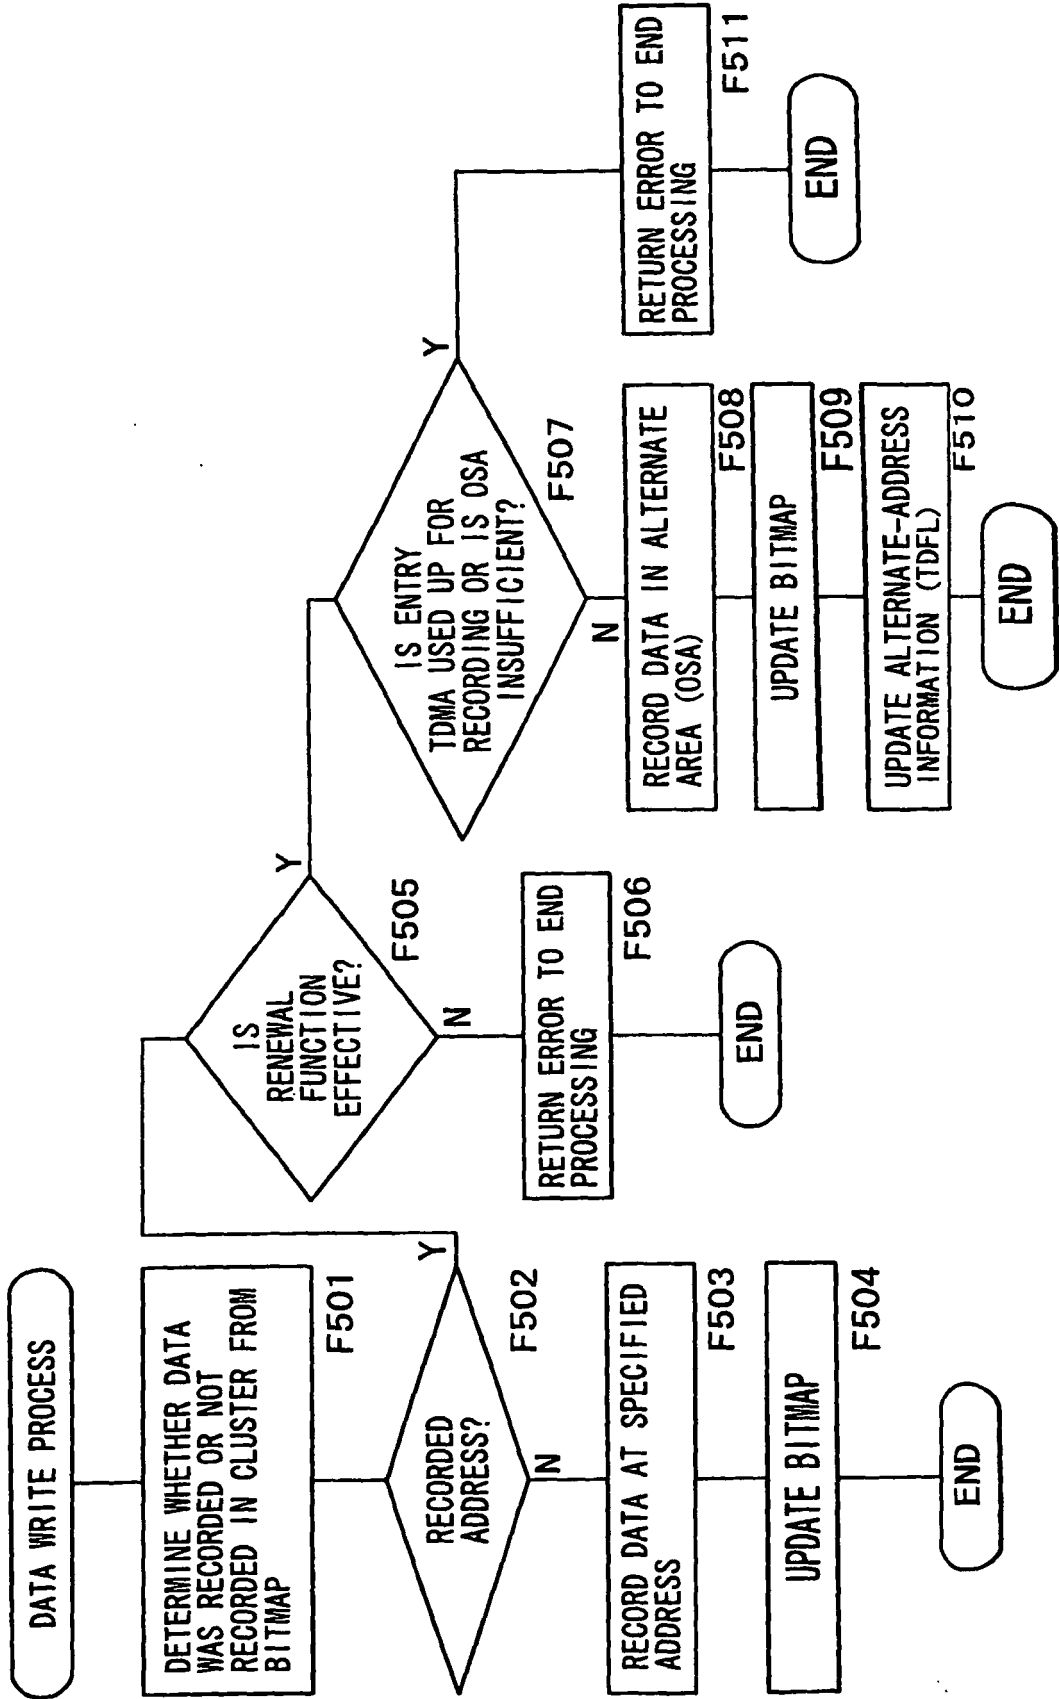 DATA WRITE PROCESS
DETERMINE WHETHER DATA
WAS RECORDED OR NOT
RECORDED IN CLUSTER FROM
BITMAP
F501
RECORDED
ADDRESS?
F502
Y
N
RECORD DATA AT SPECIFIED
ADDRESS
F503
UPDATE BITMAP
F504
END
IS
RENEWAL
FUNCTION
EFFECTIVE?
F505
Y
N
RETURN ERROR TO END
PROCESSING
F506
END
IS ENTRY
TDMA USED UP FOR
RECORDING OR IS OSA
INSUFFICIENT?
F507
Y
N
RECORD DATA IN ALTERNATE
AREA (OSA)
F508
UPDATE BITMAP
F509
UPDATE ALTERNATE-ADDRESS
INFORMATION (TDFL)
F510
END
RETURN ERROR TO END
PROCESSING
F511
END